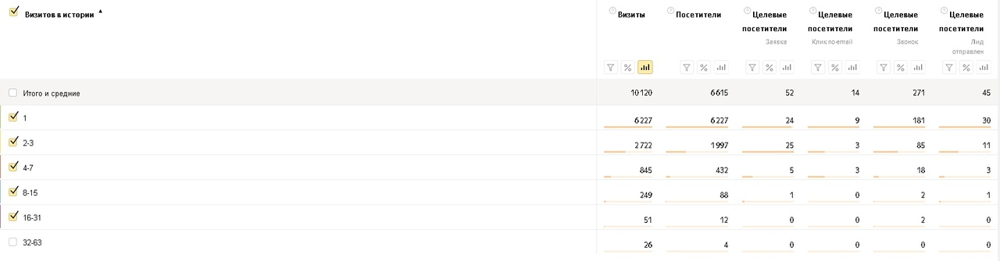 Визитов в истории ▲ Визиты Посетители Целевые посетители Целевые посетители Целевые посетители Целевые посетители
Заявка Клик по email Звонок Лид отправлен
% % % % % %
Итого и средние 10 120 6 615 52 14 271 45
1 6 227 6 227 24 9 181 30
2-3 2 722 1 997 25 3 85 11
4-7 845 432 5 3 18 3
8-15 249 88 1 0 2 1
16-31 51 12 0 0 2 0
32-63 26 4 0 0 0 0